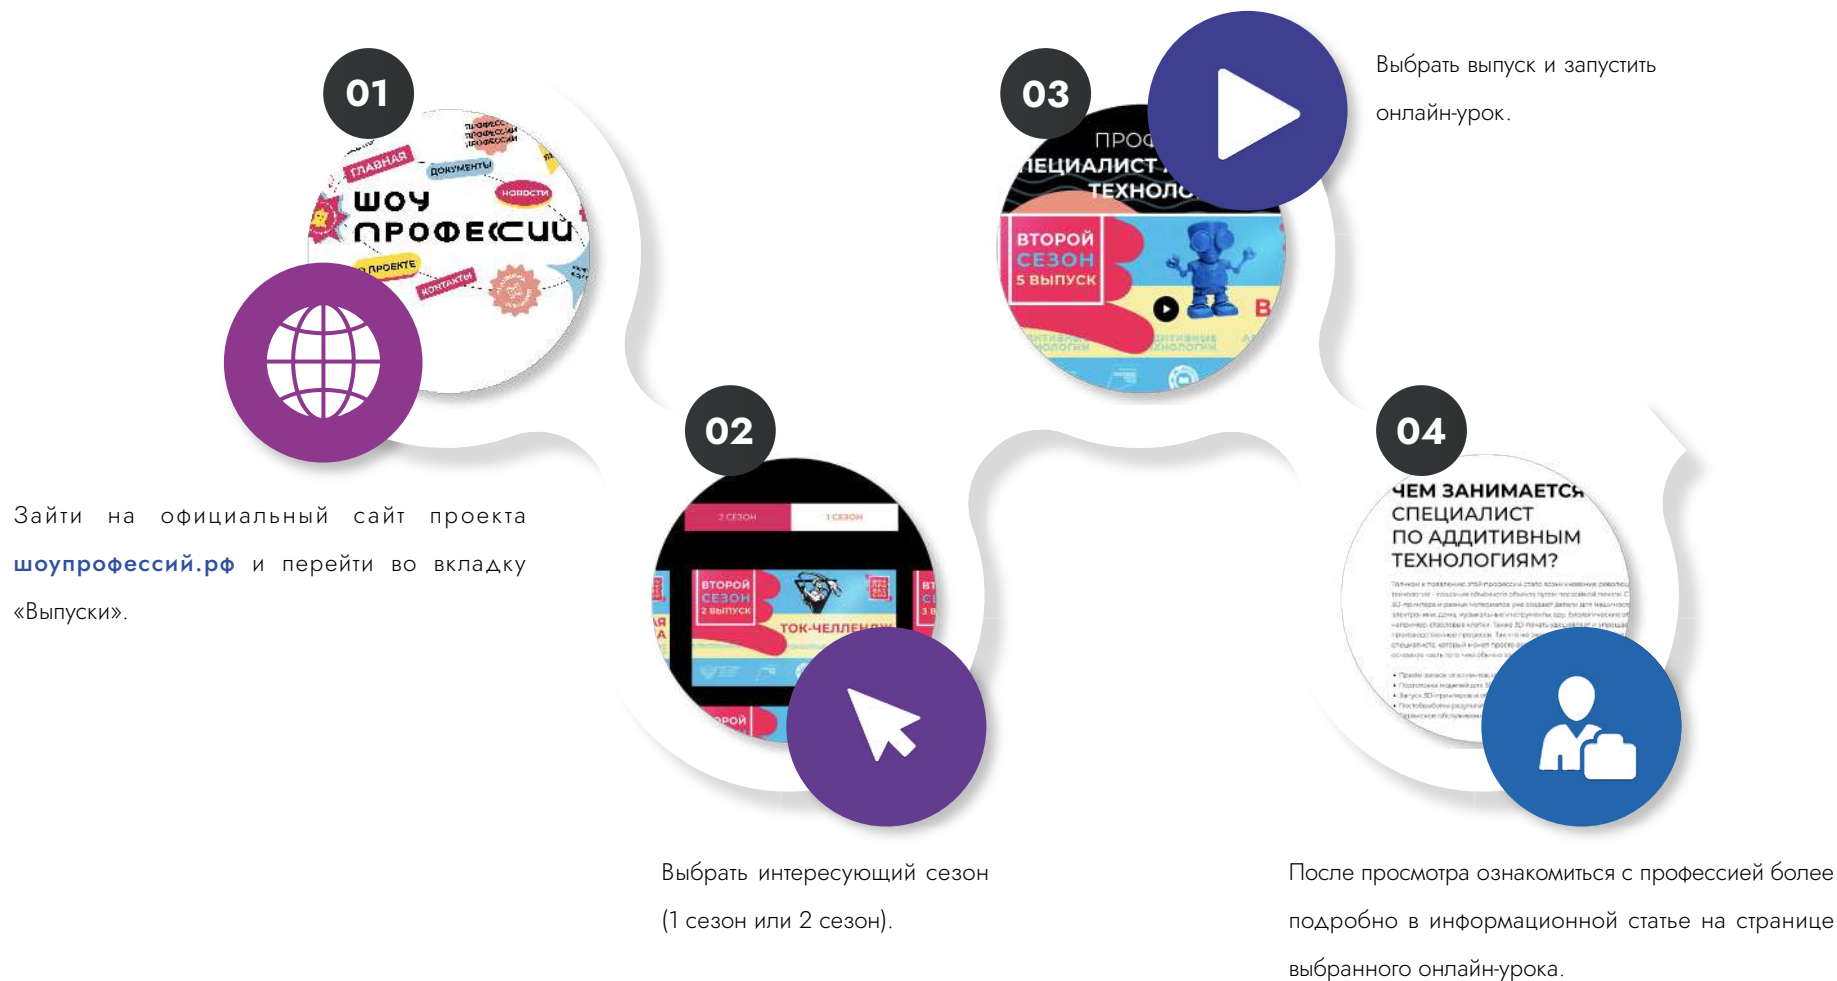 01
ПРОФЕССИИ
ПРОФЕССИИ
ГЛАВНАЯ
ДОКУМЕНТЫ
НОВОСТИ
ШОУ
ПРОФЕССИЙ
ПРОЕКТЕ
КОНТАКТЫ
Зайти на официальный сайт проекта
шоупрофессий.рф и перейти во вкладку
«Выпуски».
02
2 СЕЗОН
1 СЕЗОН
ВТОРОЙ
СЕЗОН
2 ВЫПУСК
ТОК-ЧЕЛЛЕНДЖ
Выбрать интересующий сезон
(1 сезон или 2 сезон).
03
ВТОРОЙ
СЕЗОН
5 ВЫПУСК
Выбрать выпуск и запустить
онлайн-урок.
04
ЧЕМ ЗАНИМАЕТСЯ
СПЕЦИАЛИСТ
ПО АДДИТИВНЫМ
ТЕХНОЛОГИЯМ?
После просмотра ознакомиться с профессией более
подробно в информационной статье на странице
выбранного онлайн-урока.